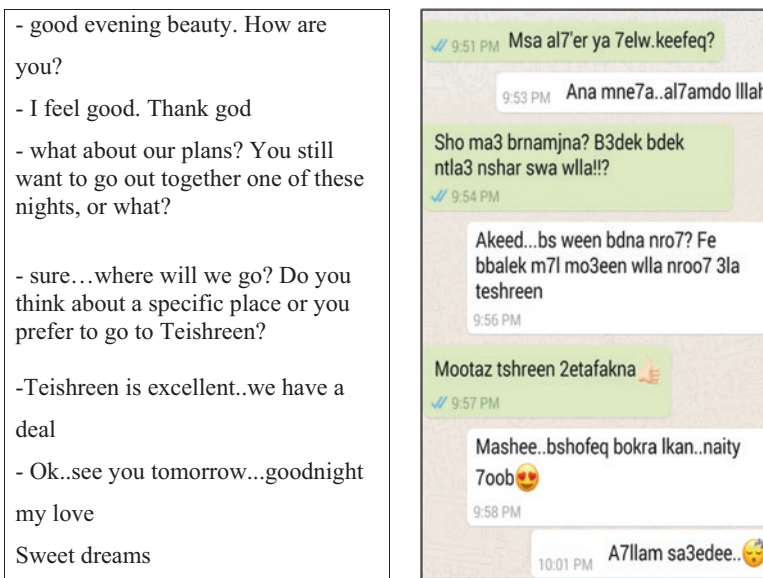 - good evening beauty. How are
you?
- I feel good. Thank god
- what about our plans? You still
want to go out together one of these
nights, or what?
- sure…where will we go? Do you
think about a specific place or you
prefer to go to Teishreen?
-Teishreen is excellent..we have a
deal
- Ok..see you tomorrow...goodnight
my love
Sweet dreams
9:51 PM Msa al7'er ya 7elw.keefeq?
9:53 PM Ana mne7a..al7amdo lllah
Sho ma3 brnamjna? B3dek bdek
ntla3 nshar swa wlla!!?
9:54 PM
Akeed...bs ween bdna nro7? Fe
bbalek m7l mo3een wlla nroo7 3la
teshreen
9:56 PM
Mootaz tshreen 2etafakna👍
9:57 PM
Mashee..bshofeq bokra lkan..naity
7oob😍
9:58 PM
10:01 PM A7llam sa3edee..😴